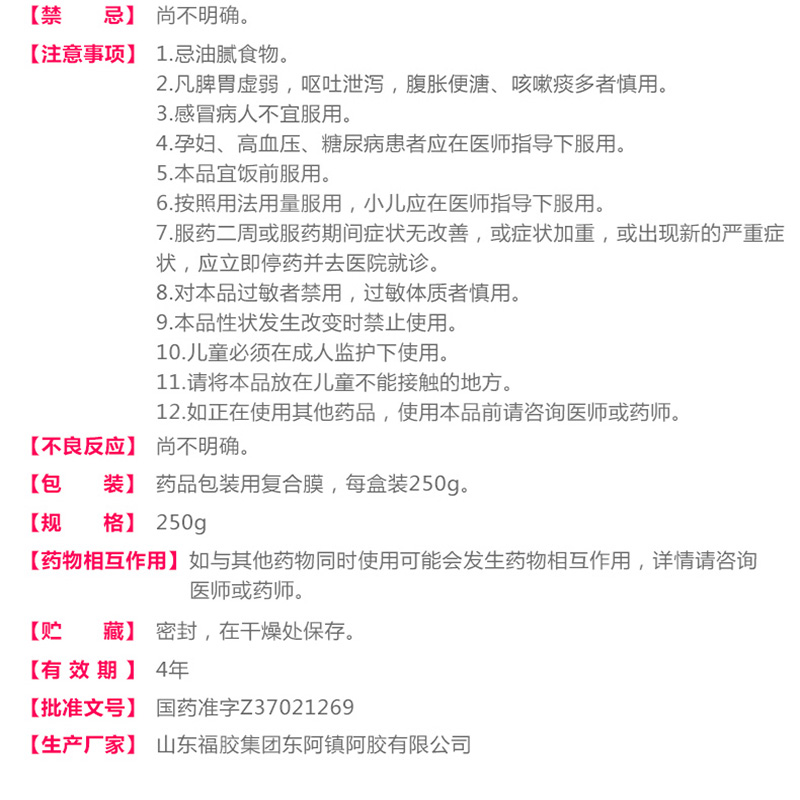 【禁　　忌】 尚不明确。
【注意事项】 1.忌油腻食物。
2.凡脾胃虚弱，呕吐泄泻，腹胀便溏、咳嗽痰多者慎用。
3.感冒病人不宜服用。
4.孕妇、高血压、糖尿病患者应在医师指导下服用。
5.本品宜饭前服用。
6.按照用法用量服用，小儿应在医师指导下服用。
7.服药二周或服药期间症状无改善，或症状加重，或出现新的严重症
状，应立即停药并去医院就诊。
8.对本品过敏者禁用，过敏体质者慎用。
9.本品性状发生改变时禁止使用。
10.儿童必须在成人监护下使用。
11.请将本品放在儿童不能接触的地方。
12.如正在使用其他药品，使用本品前请咨询医师或药师。
【不良反应】 尚不明确。
【包　　装】 药品包装用复合膜，每盒装250g。
【规　　格】 250g
【药物相互作用】 如与其他药物同时使用可能会发生药物相互作用，详情请咨询
医师或药师。
【贮　　藏】 密封，在干燥处保存。
【有 效 期 】 4年
【批准文号】 国药准字Z37021269
【生产厂家】 山东福胶集团东阿镇阿胶有限公司